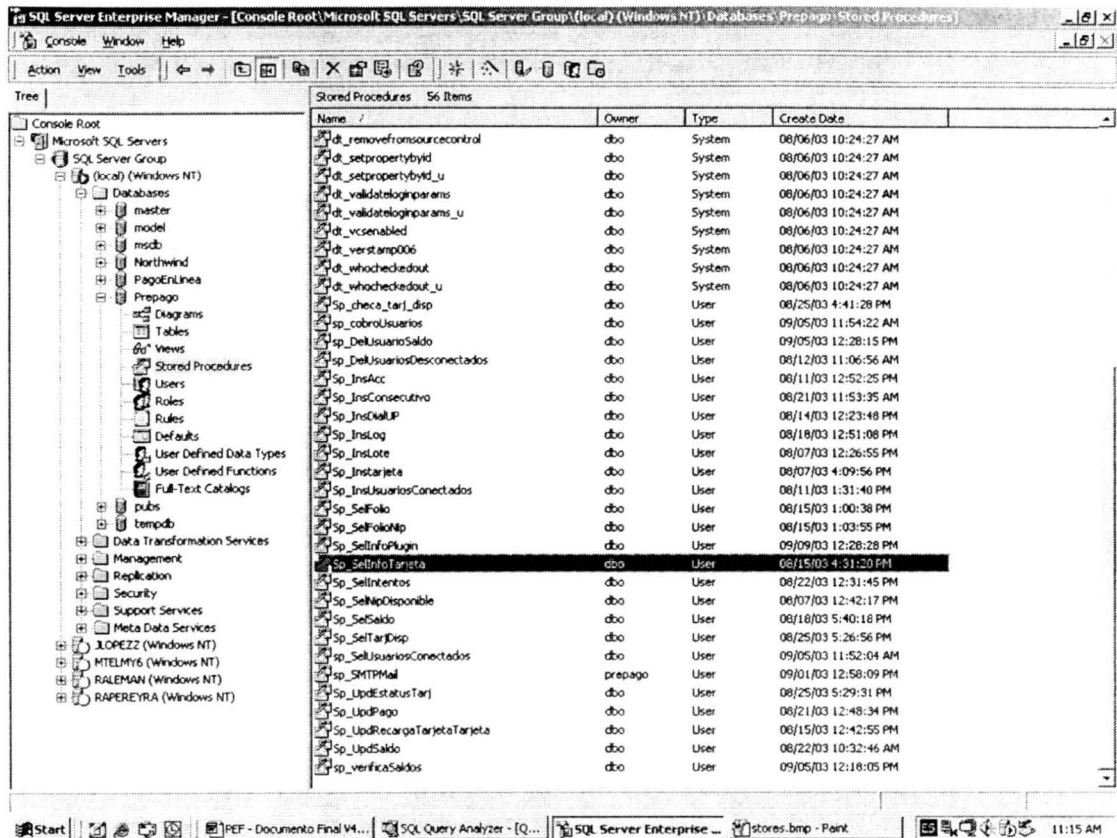 SQL Server Enterprise Manager - [Console Root\Microsoft SQL Servers\SQL Server Group\(local) (Windows NT)\Databases\Prepago\Stored Procedures]
Console Window Help
Action View Tools
Tree
Stored Procedures 56 Items
Console Root
Microsoft SQL Servers
SQL Server Group
(local) (Windows NT)
Databases
master
model
msdb
Northwind
PagoEnLinea
Prepago
Diagrams
Tables
Views
Stored Procedures
Users
Roles
Rules
Defaults
User Defined Data Types
User Defined Functions
Full-Text Catalogs
pubs
tempdb
Data Transformation Services
Management
Replication
Security
Support Services
Meta Data Services
JLOPEZZ (Windows NT)
MTELMY6 (Windows NT)
RALEMAN (Windows NT)
RAPEREYRA (Windows NT)
Name Owner Type Create Date
dt_removefromsourcecontrol dbo System 08/06/03 10:24:27 AM
dt_setpropertybyid dbo System 08/06/03 10:24:27 AM
dt_setpropertybyid_u dbo System 08/06/03 10:24:27 AM
dt_validateloginparams dbo System 08/06/03 10:24:27 AM
dt_validateloginparams_u dbo System 08/06/03 10:24:27 AM
dt_vcsenabled dbo System 08/06/03 10:24:27 AM
dt_verstamp006 dbo System 08/06/03 10:24:27 AM
dt_whocheckedout dbo System 08/06/03 10:24:27 AM
dt_whocheckedout_u dbo System 08/06/03 10:24:27 AM
Sp_checa_tarj_disp dbo User 08/25/03 4:41:28 PM
sp_cobroUsuarios dbo User 09/05/03 11:54:22 AM
sp_DelUsuarioSaldo dbo User 09/05/03 12:28:15 PM
sp_DelUsuariosDesconectados dbo User 08/12/03 11:06:56 AM
Sp_InsAcc dbo User 08/11/03 12:52:25 PM
Sp_InsConsecutivo dbo User 08/21/03 11:53:35 AM
Sp_InsDialUP dbo User 08/14/03 12:23:48 PM
Sp_InsLog dbo User 08/18/03 12:51:08 PM
Sp_InsLote dbo User 08/07/03 12:26:55 PM
Sp_Instarjeta dbo User 08/07/03 4:09:56 PM
Sp_InsUsuariosConectados dbo User 08/11/03 1:31:40 PM
Sp_SelFolio dbo User 08/15/03 1:00:38 PM
Sp_SelFolioNip dbo User 08/15/03 1:03:55 PM
Sp_SelInfoPlugin dbo User 09/09/03 12:28:28 PM
Sp_SelInfoTarjeta dbo User 08/15/03 4:31:20 PM
Sp_SelIntentos dbo User 08/22/03 12:31:45 PM
Sp_SelNipDisponible dbo User 08/07/03 12:42:17 PM
Sp_SelSaldo dbo User 08/18/03 5:40:18 PM
Sp_SelTarjDisp dbo User 08/25/03 5:26:56 PM
sp_SelUsuariosConectados dbo User 09/05/03 11:52:04 AM
sp_SMTPMail prepago User 09/01/03 12:58:09 PM
Sp_UpdEstatusTarj dbo User 08/25/03 5:29:31 PM
Sp_UpdPago dbo User 08/21/03 12:48:34 PM
Sp_UpdRecargaTarjetaTarjeta dbo User 08/15/03 12:42:55 PM
Sp_UpdSaldo dbo User 08/22/03 10:32:46 AM
sp_verificaSaldos dbo User 09/05/03 12:18:05 PM
Start PEF - Documento Final V4... SQL Query Analyzer - [Q... SQL Server Enterprise ... stores.bmp - Paint ES 11:15 AM